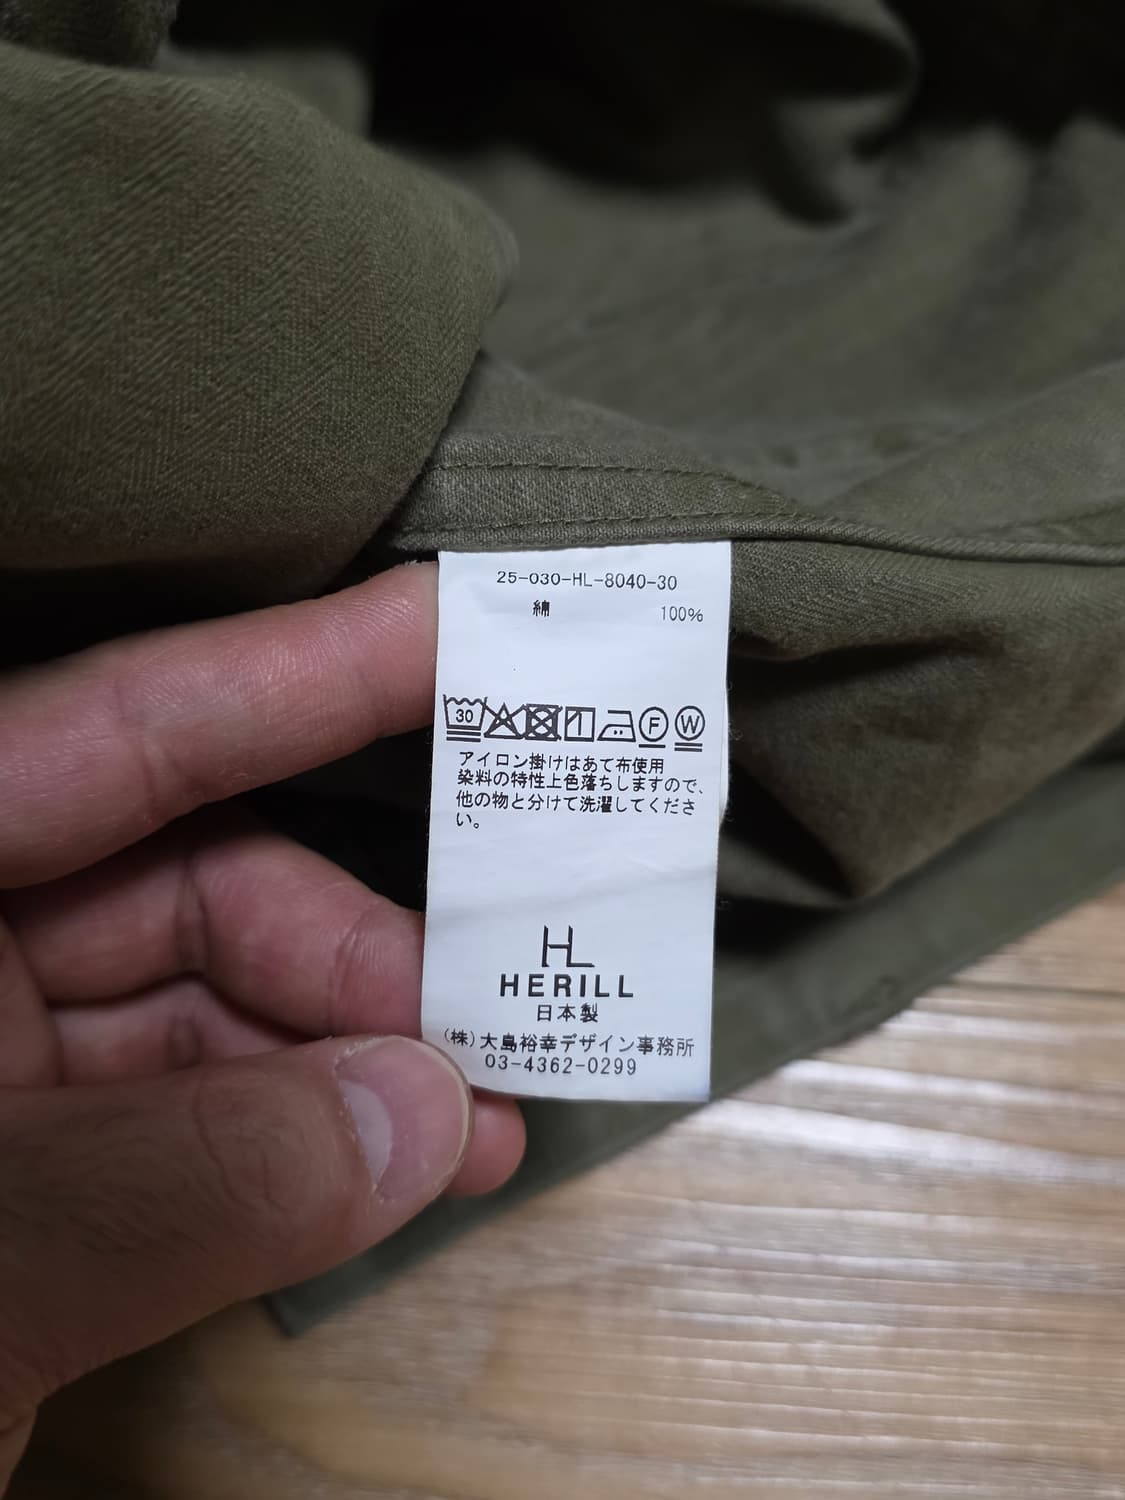 25-030-HL-8040-30
綿 100%
30 F W
アイロン掛けはあて布使用
染料の特性上色落ちしますので、
他の物と分けて洗濯してくださ
い。
HL
HERILL
日本製
(株)大島裕幸デザイン事務所
03-4362-0299